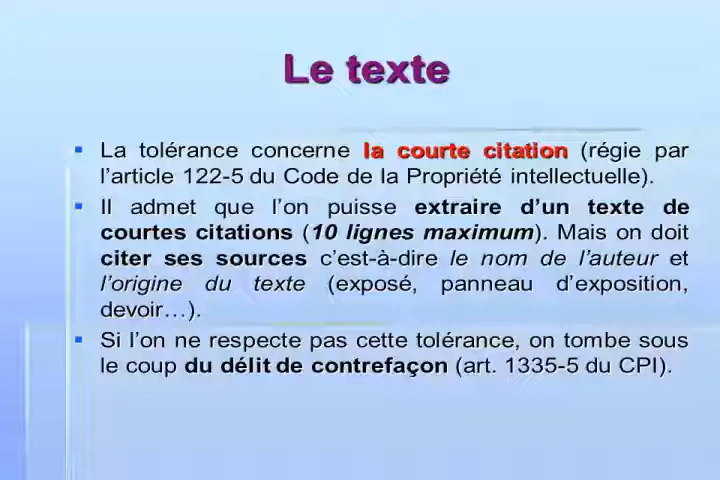 Le texte
La tolérance concerne la courte citation (régie par
l’article 122-5 du Code de la Propriété intellectuelle).
Il admet que l’on puisse extraire d’un texte de
courtes citations (10 lignes maximum). Mais on doit
citer ses sources c’est-à-dire le nom de l’auteur et
l’origine du texte (exposé, panneau d’exposition,
devoir…).
Si l’on ne respecte pas cette tolérance, on tombe sous
le coup du délit de contrefaçon (art. 1335-5 du CPI).